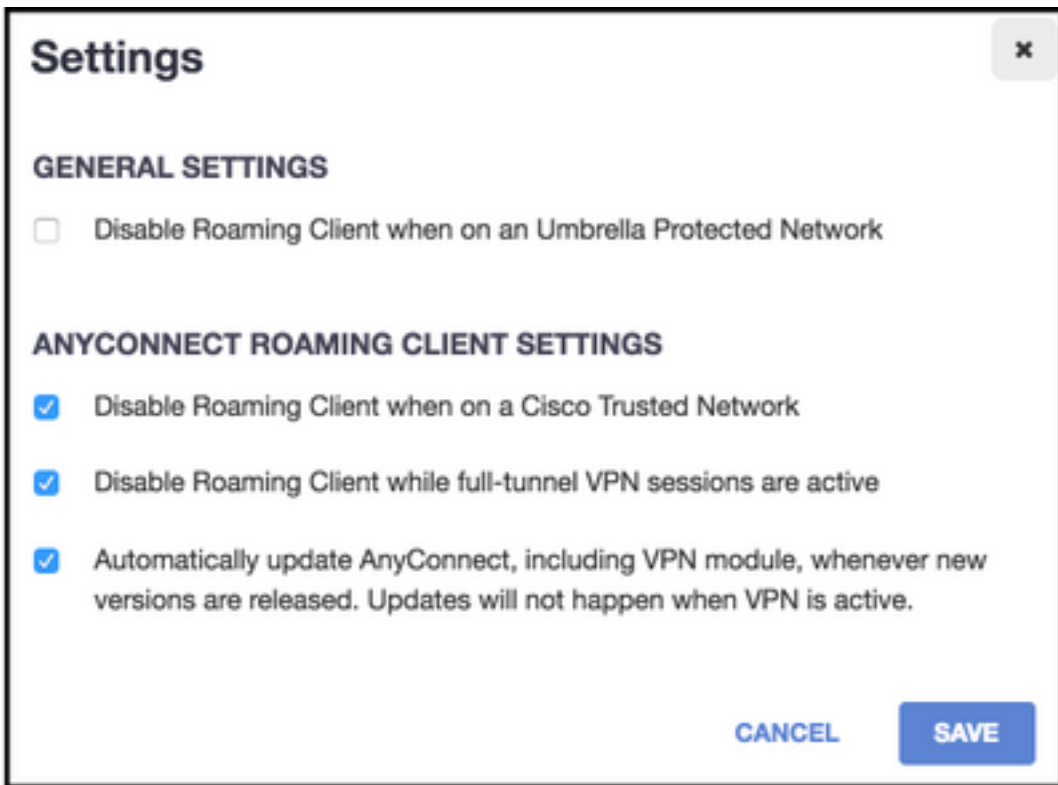 Settings
GENERAL SETTINGS
Disable Roaming Client when on an Umbrella Protected Network
ANYCONNECT ROAMING CLIENT SETTINGS
Disable Roaming Client when on a Cisco Trusted Network
Disable Roaming Client while full-tunnel VPN sessions are active
Automatically update AnyConnect, including VPN module, whenever new
versions are released. Updates will not happen when VPN is active.
CANCEL SAVE